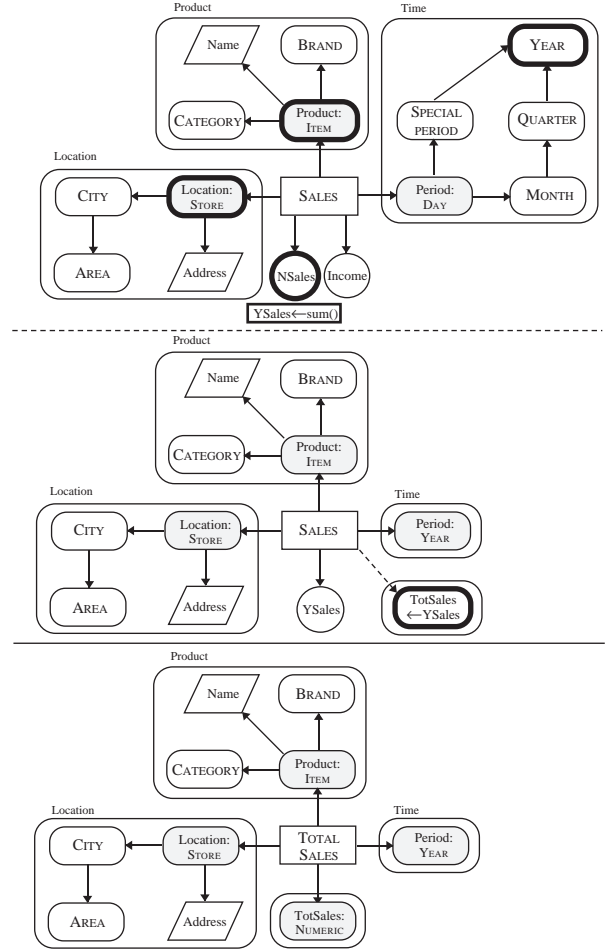 Product
Time
Name
BRAND
YEAR
CATEGORY
Product:
ITEM
SPECIAL
PERIOD
QUARTER
Location
CITY
Location:
STORE
SALES
Period:
DAY
MONTH
AREA
Address
NSales
Income
YSales←sum()
Product
Name
BRAND
CATEGORY
Product:
ITEM
Location
Time
CITY
Location:
STORE
SALES
Period:
YEAR
AREA
Address
YSales
TotSales
←YSales
Product
Name
BRAND
CATEGORY
Product:
ITEM
Location
Time
CITY
Location:
STORE
TOTAL
SALES
Period:
YEAR
AREA
Address
TotSales:
NUMERIC